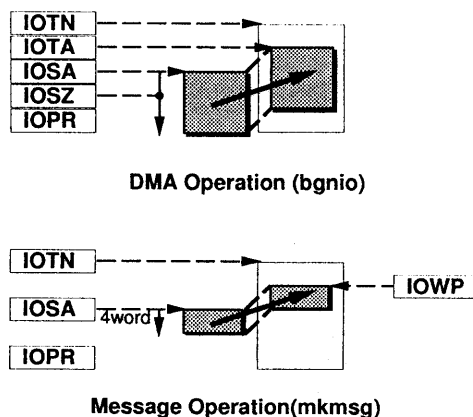 IOTN
IOTA
IOSA
IOSZ
IOPR
DMA Operation (bgnio)
IOTN
IOWP
IOSA
4word
IOPR
Message Operation(mkmsg)